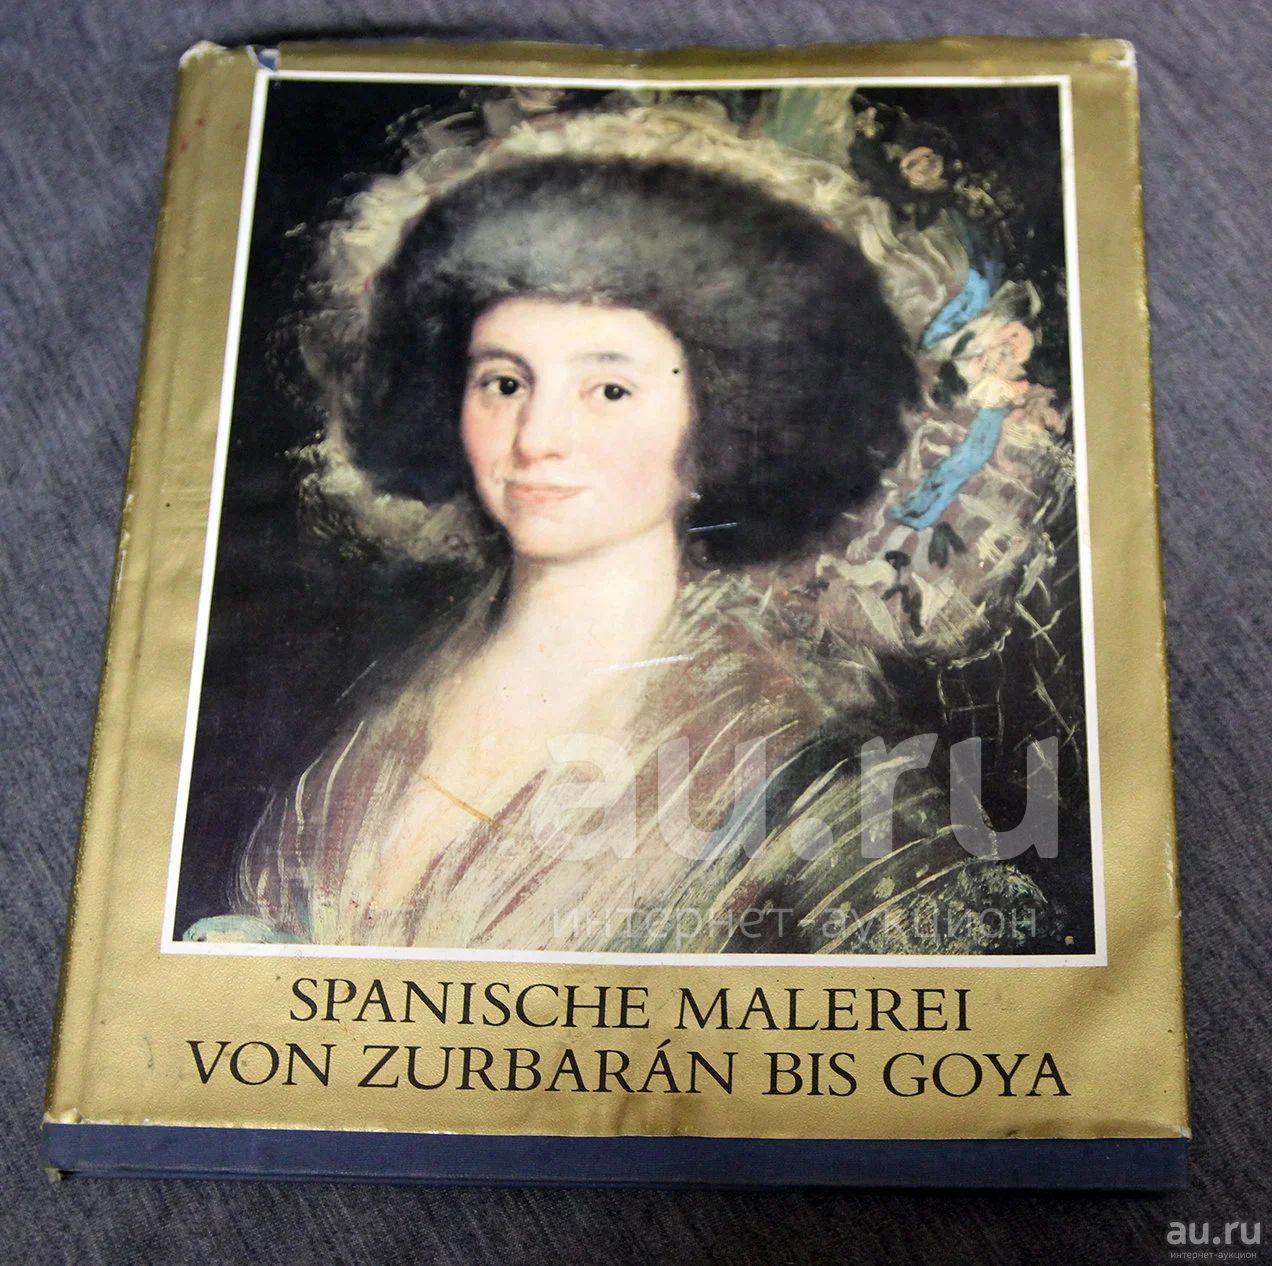 au.ru
интернет-аукцион
SPANISCHE MALEREI
VON ZURBARÁN BIS GOYA
au.ru
интернет-аукцион